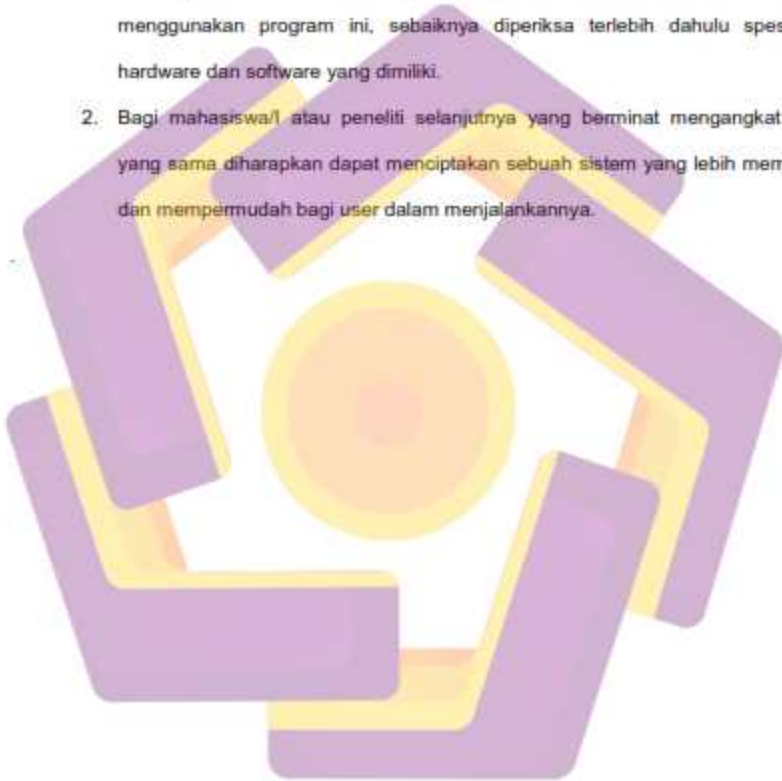 menggunakan program ini, sebaiknya diperiksa terlebih dahulu spes
hardware dan software yang dimiliki.
2. Bagi mahasiswa/I atau peneliti selanjutnya yang berminat mengangkat
yang sama diharapkan dapat menciptakan sebuah sistem yang lebih mem
dan mempermudah bagi user dalam menjalankannya.